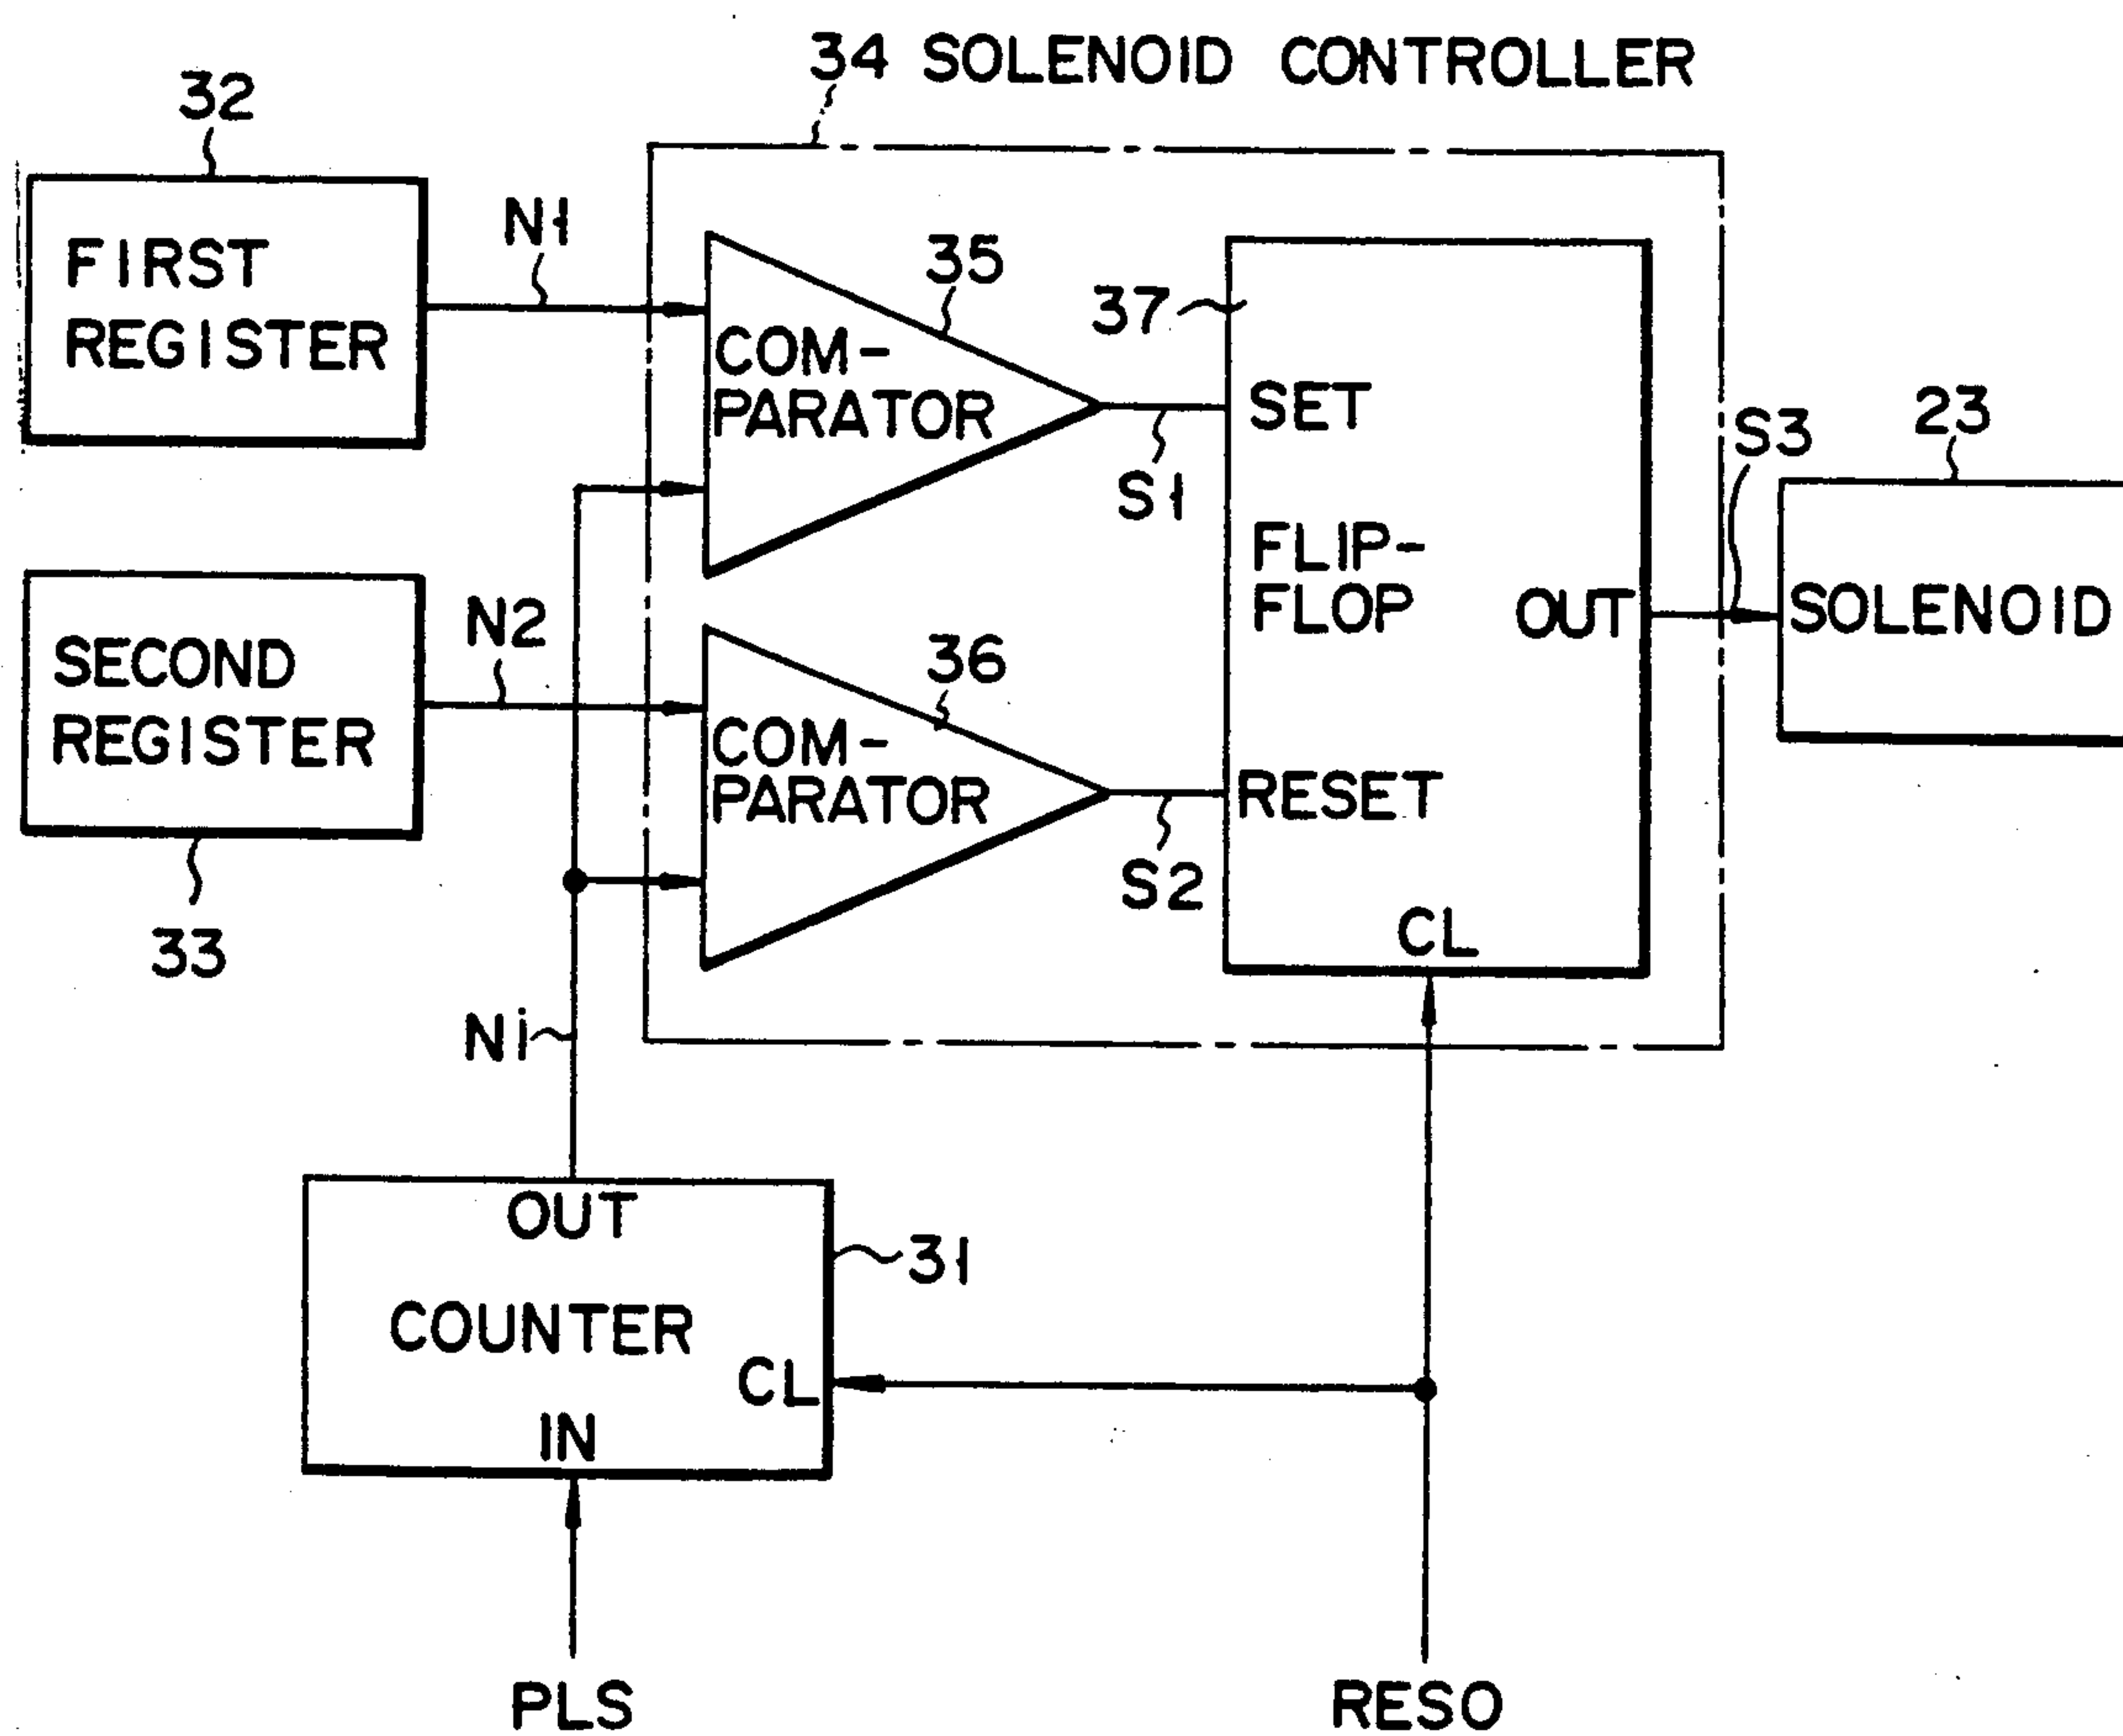 34 SOLENOID CONTROLLER
32
FIRST
REGISTER
N1
35
COM-
PARATOR
37
SET
S1
FLIP-
FLOP
OUT
S3
23
SOLENOID
SECOND
REGISTER
N2
36
COM-
PARATOR
RESET
S2
CL
33
Ni
OUT
31
COUNTER
CL
IN
PLS
RESO